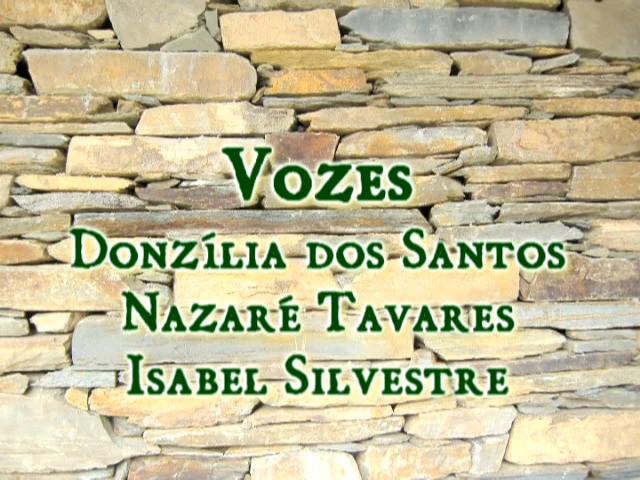 Vozes
Donzília dos Santos
Nazaré Tavares
Isabel Silvestre